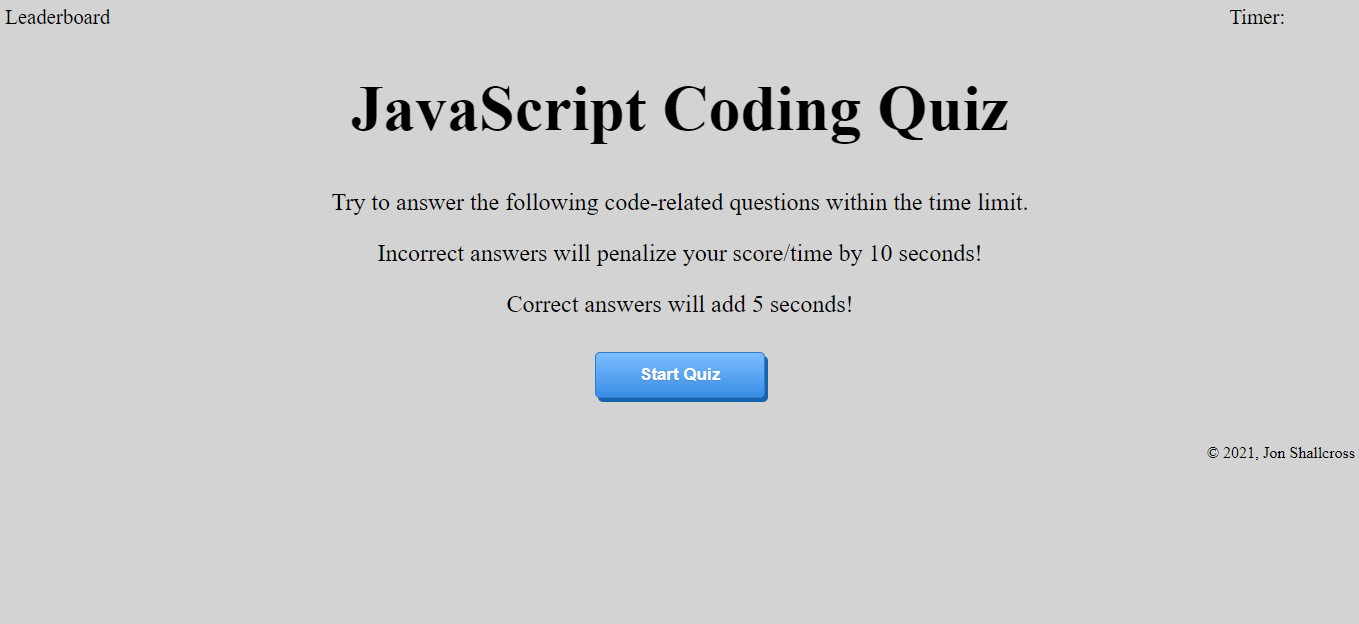 Leaderboard
Timer:
JavaScript Coding Quiz
Try to answer the following code-related questions within the time limit.
Incorrect answers will penalize your score/time by 10 seconds!
Correct answers will add 5 seconds!
Start Quiz
© 2021, Jon Shallcross